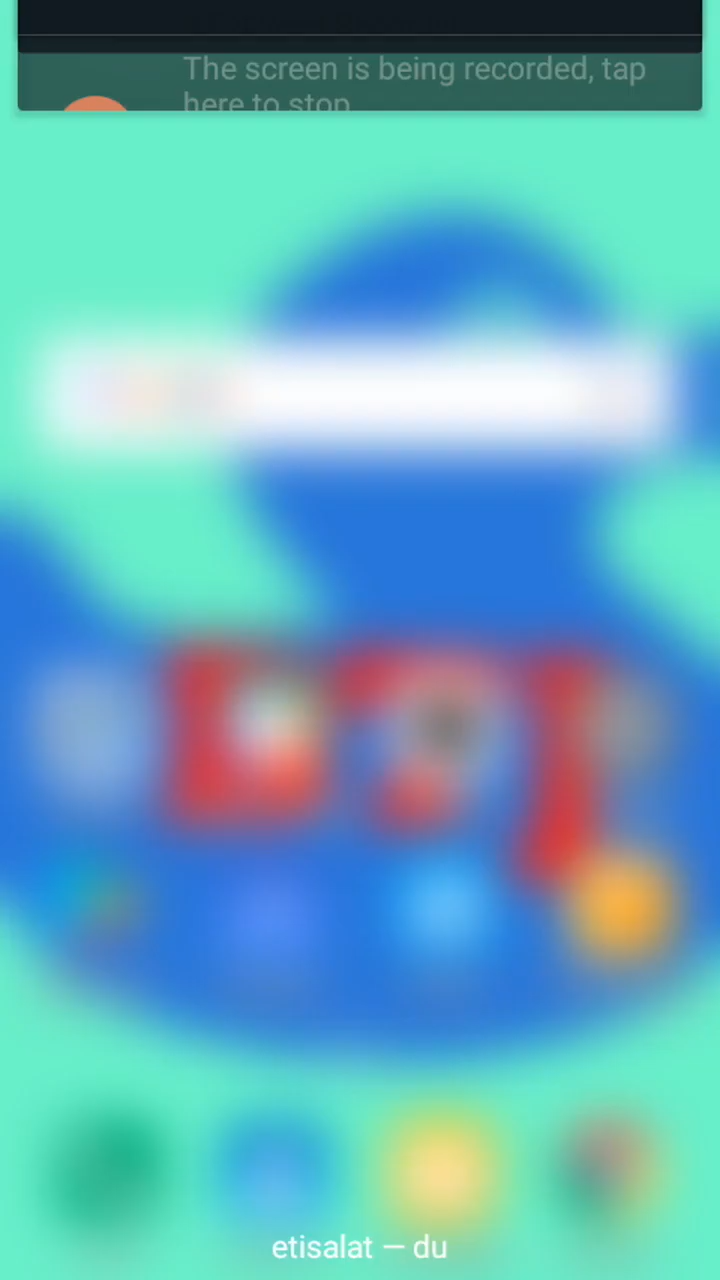 The screen is being recorded, tap
here to stop
etisalat — du